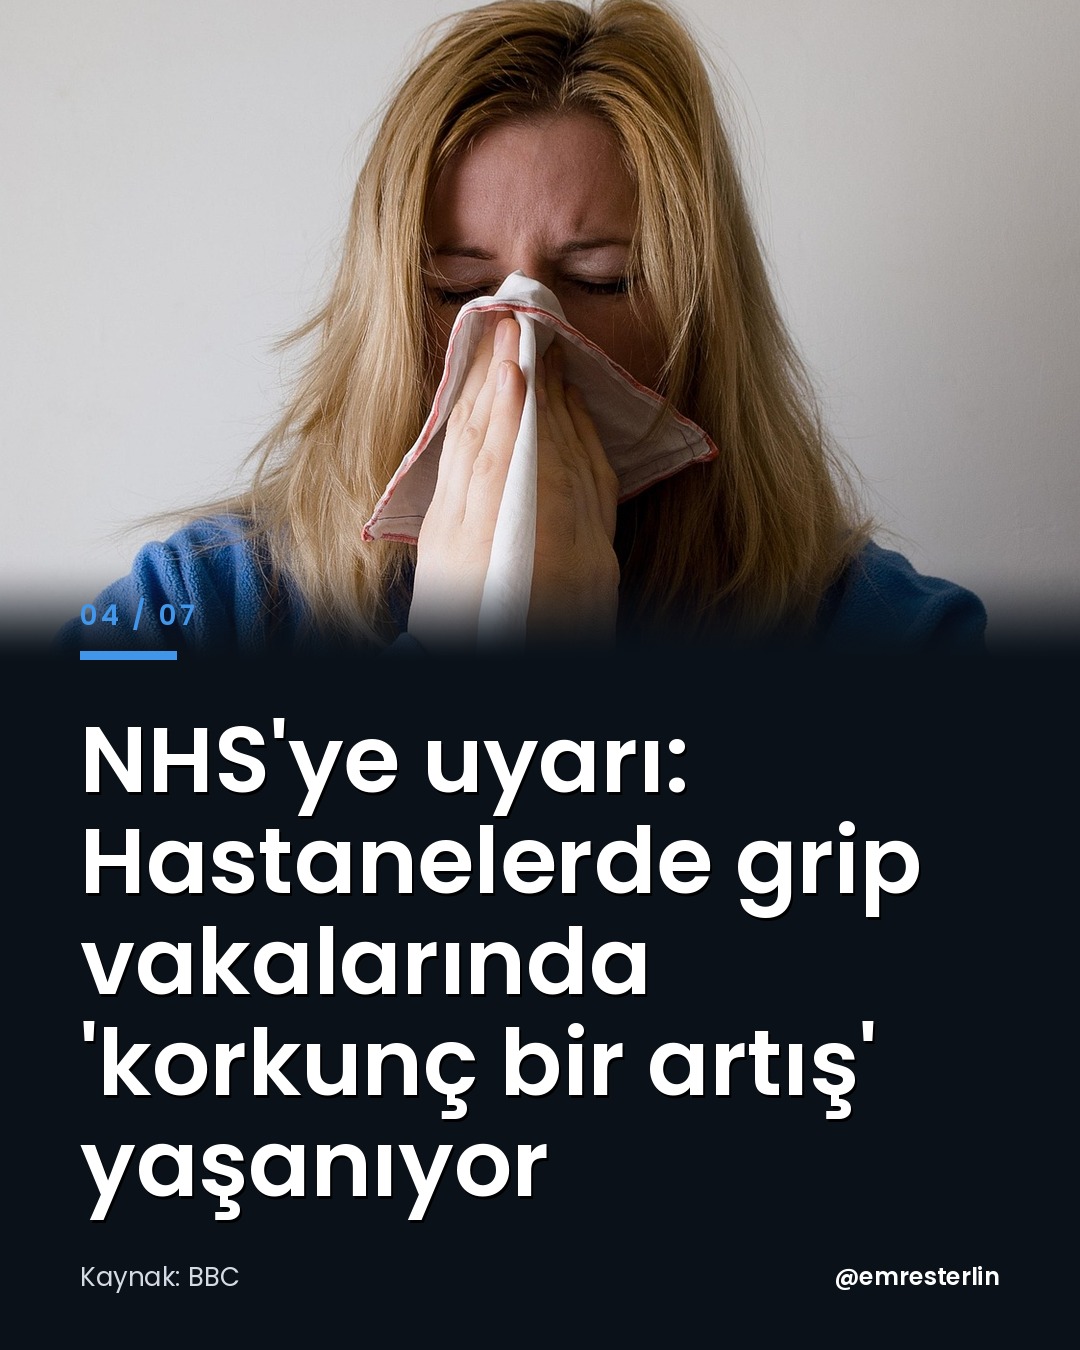 04 / 07
NHS'ye uyarı:
Hastanelerde grip
vakalarında
'korkunç bir artış'
yaşanıyor
Kaynak: BBC
@emresterlin